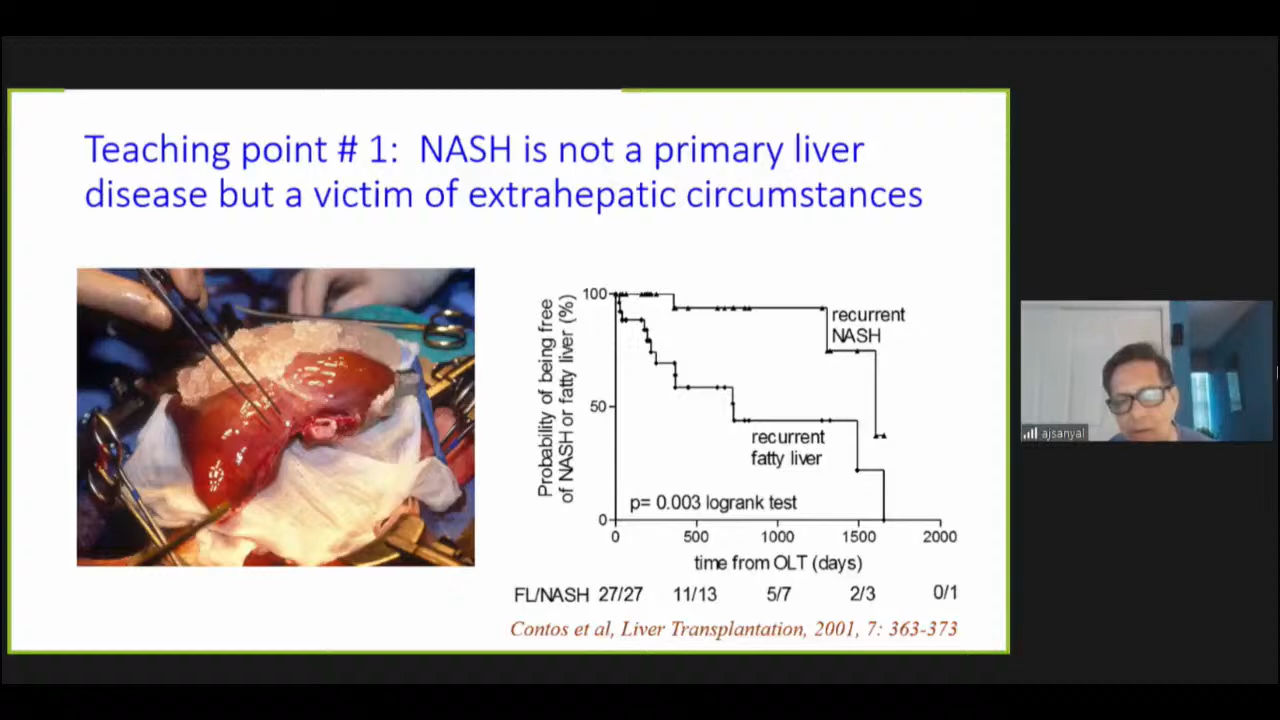 Teaching point # 1: NASH is not a primary liver
disease but a victim of extrahepatic circumstances
Probability of being free
of NASH or fatty liver (%)
100
50
0
recurrent
NASH
recurrent
fatty liver
p= 0.003 logrank test
0 500 1000 1500 2000
time from OLT (days)
FL/NASH 27/27 11/13 5/7 2/3 0/1
Contos et al, Liver Transplantation, 2001, 7: 363-373
ajsanyal